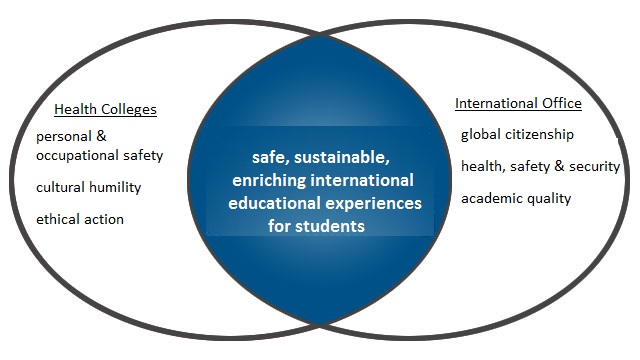 Health Colleges
personal &
occupational safety
cultural humility
ethical action
safe, sustainable,
enriching international
educational experiences
for students
International Office
global citizenship
health, safety & security
academic quality